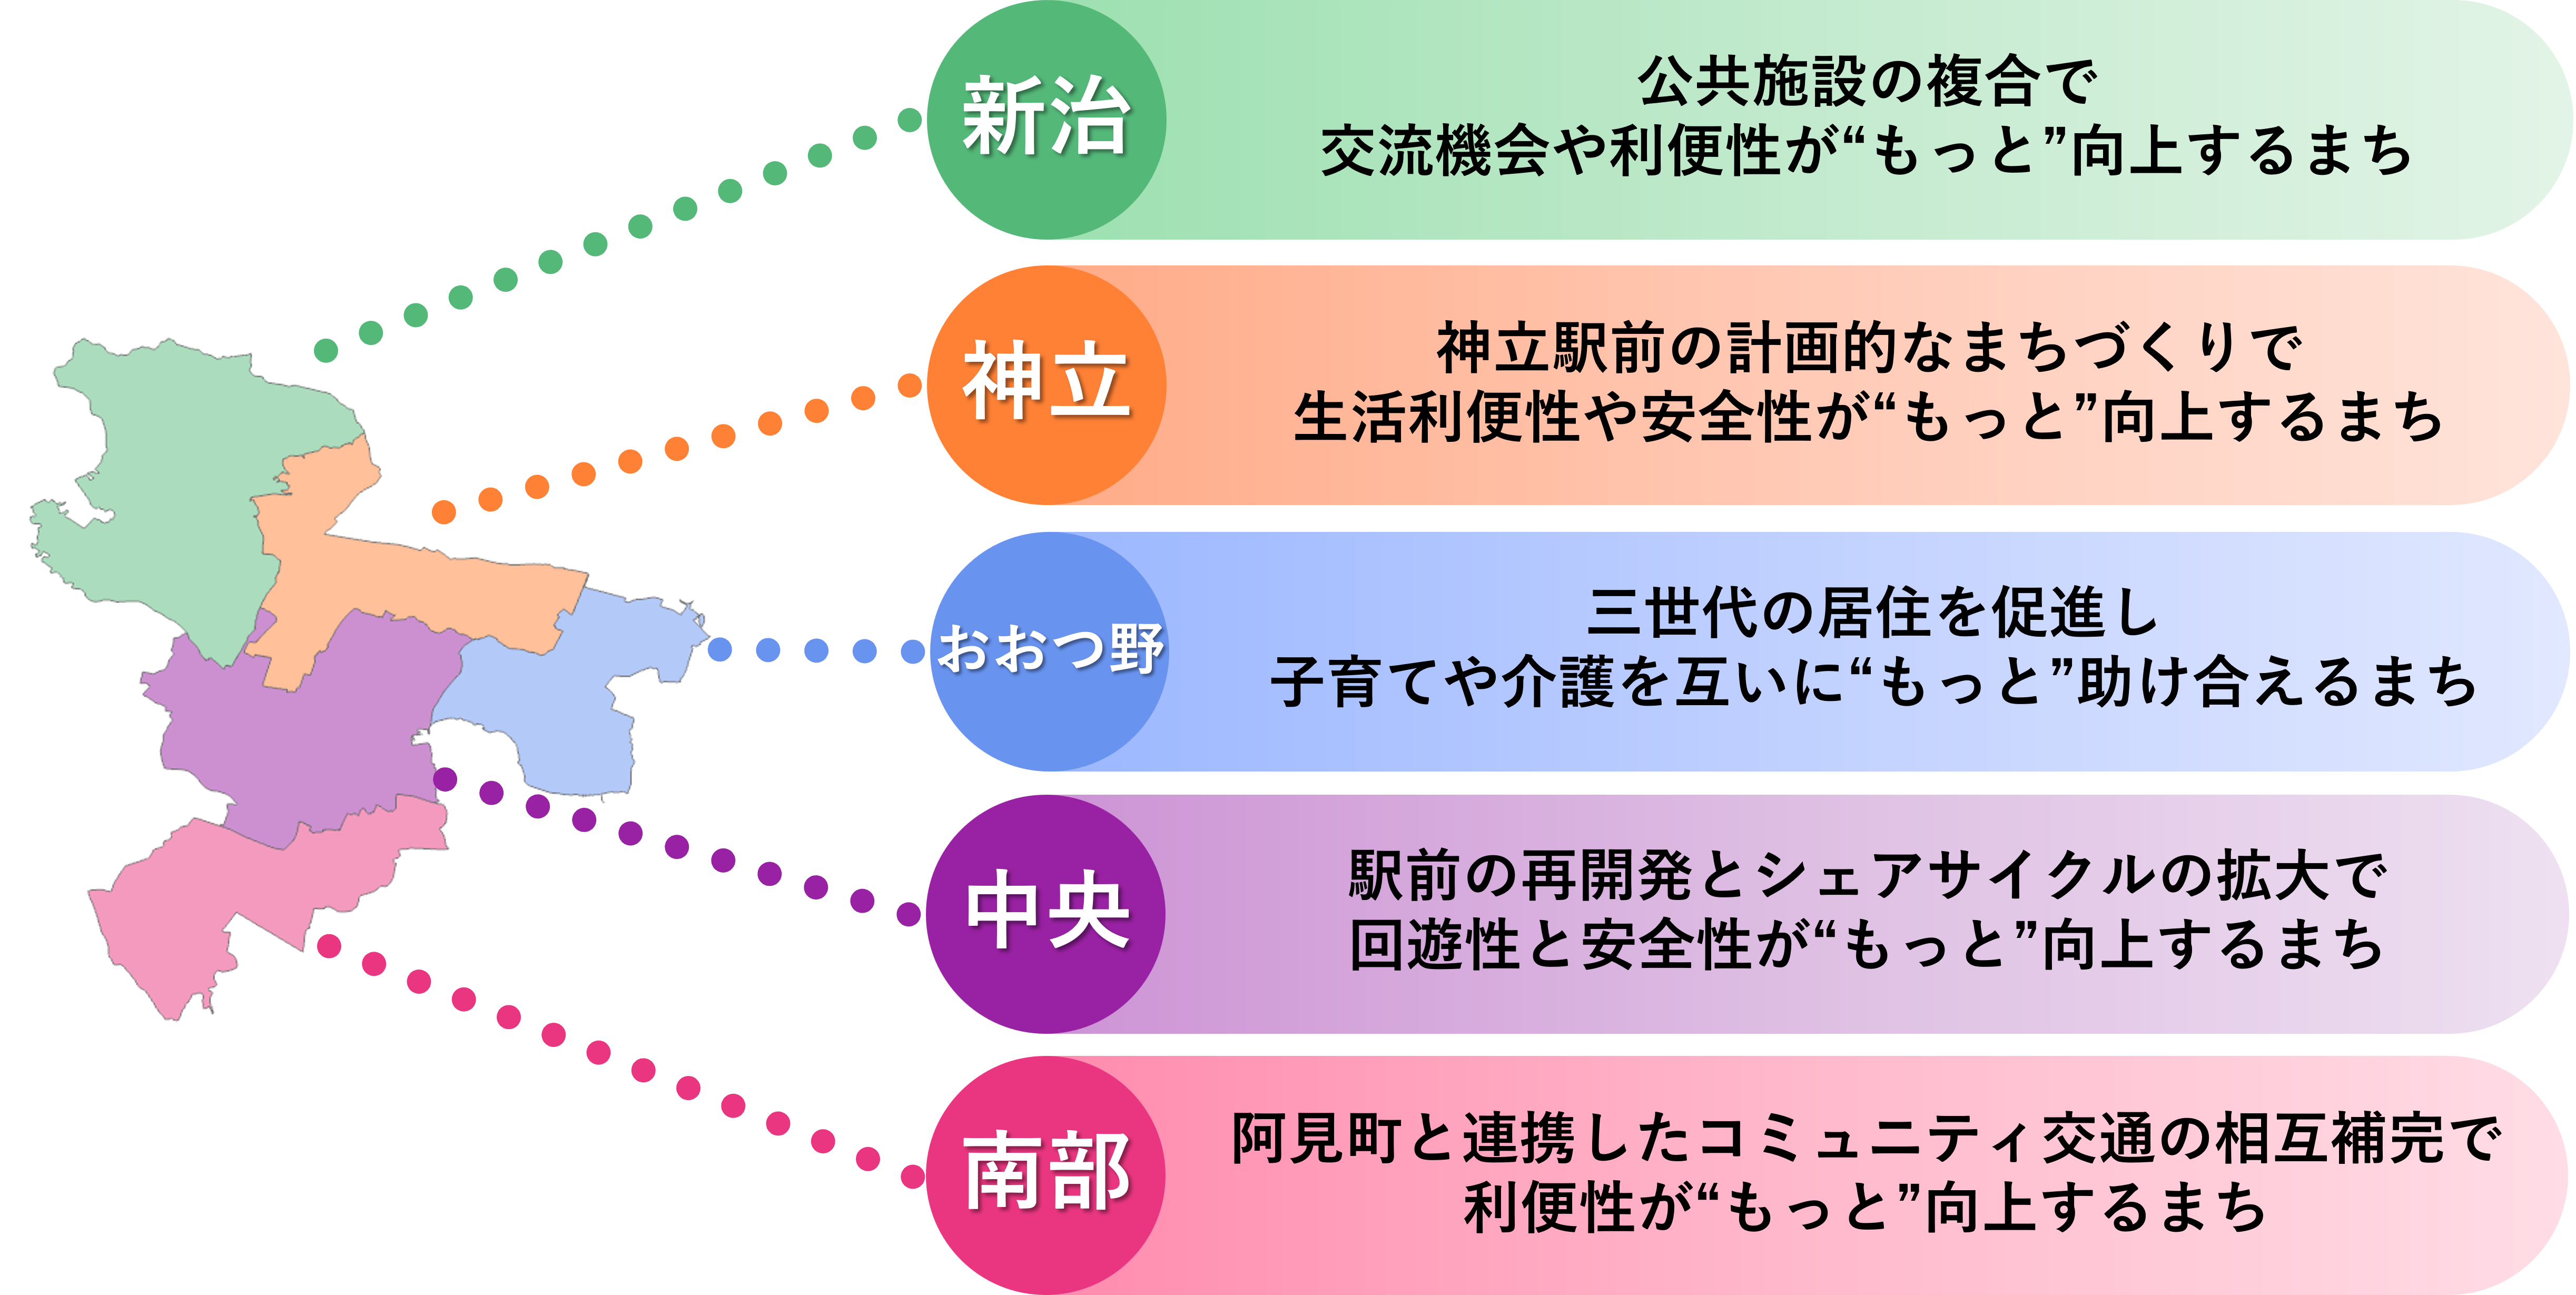 新治
公共施設の複合で
交流機会や利便性が“もっと”向上するまち
神立
神立駅前の計画的なまちづくりで
生活利便性や安全性が“もっと”向上するまち
おおつ野
三世代の居住を促進し
子育てや介護を互いに“もっと”助け合えるまち
中央
駅前の再開発とシェアサイクルの拡大で
回遊性と安全性が“もっと”向上するまち
南部
阿見町と連携したコミュニティ交通の相互補完で
利便性が“もっと”向上するまち